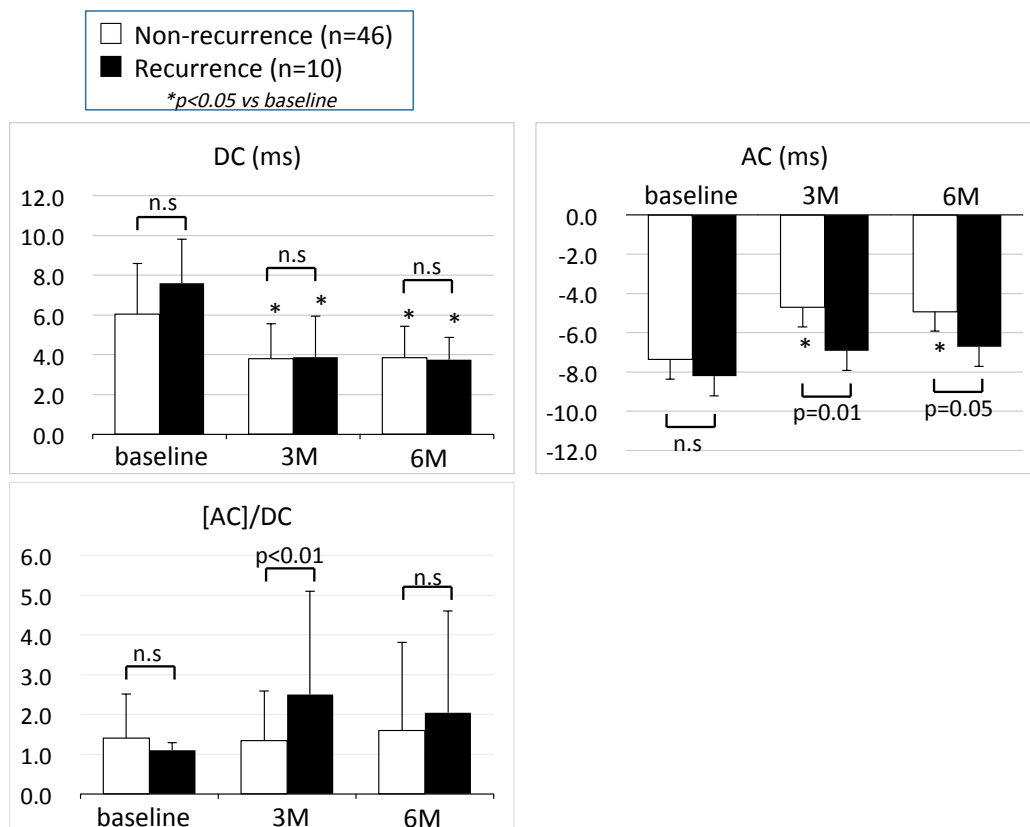 Non-recurrence (n=46)
Recurrence (n=10)
*p<0.05 vs baseline
DC (ms)
12.0
10.0
8.0
6.0
4.0
2.0
0.0
n.s
n.s
n.s
*
*
*
*
baseline 3M 6M
AC (ms)
baseline 3M 6M
0.0
-2.0
-4.0
-6.0
-8.0
-10.0
-12.0
*
*
n.s
p=0.01
p=0.05
[AC]/DC
6.0
5.0
4.0
3.0
2.0
1.0
0.0
n.s
p<0.01
n.s
baseline 3M 6M